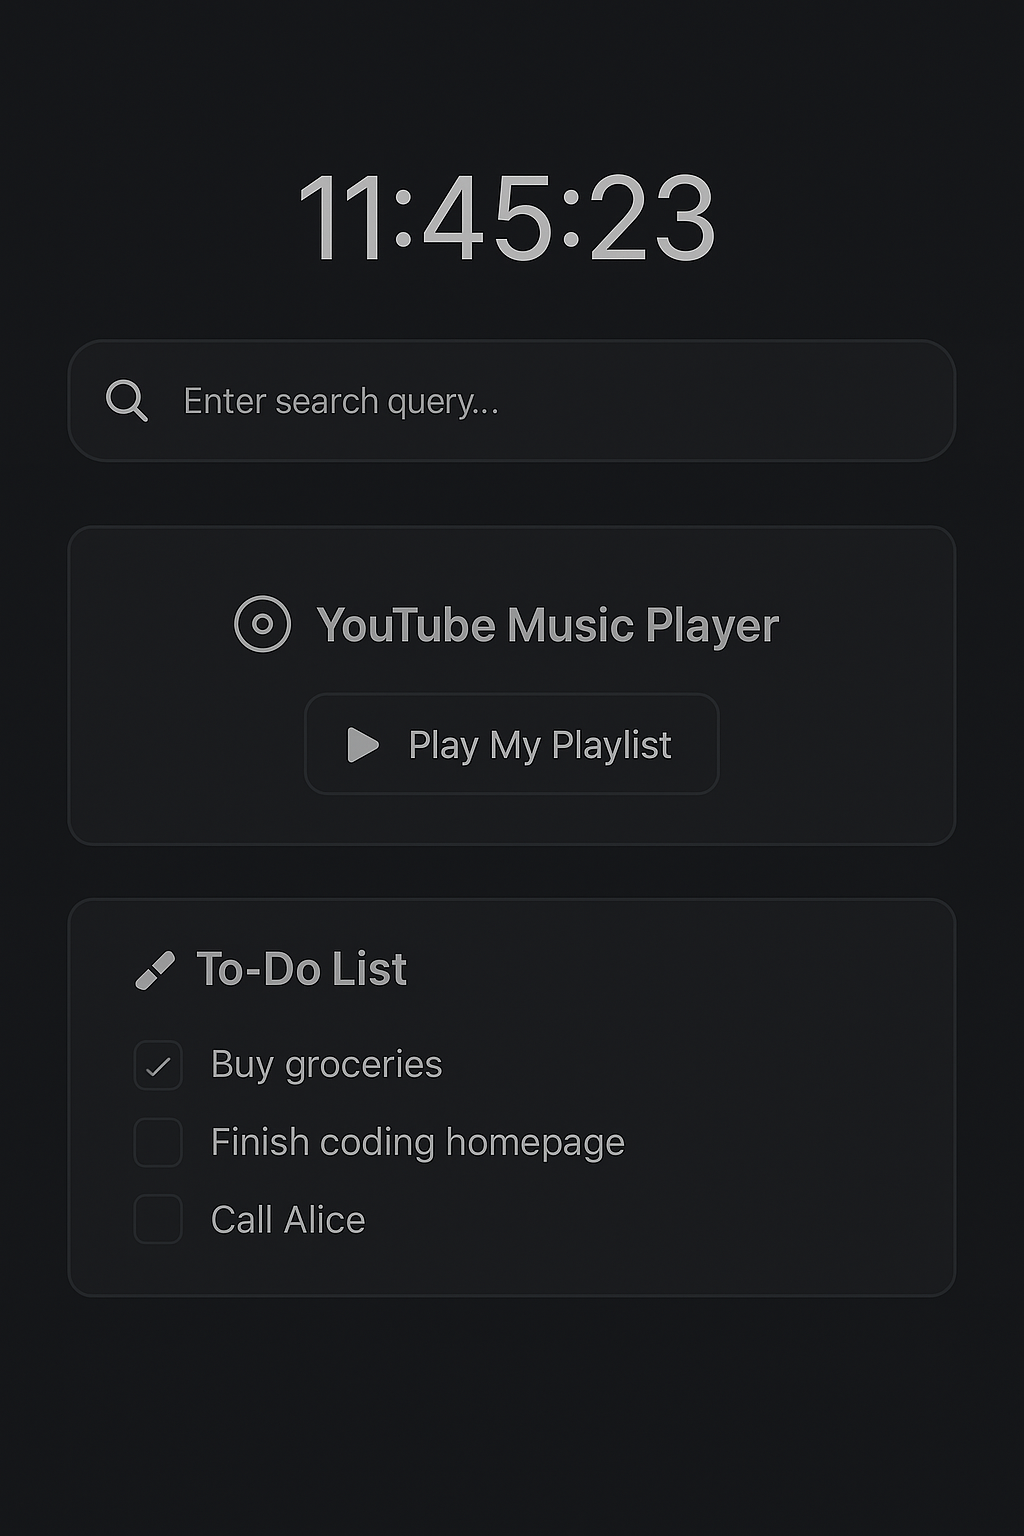 11:45:23
Enter search query...
YouTube Music Player
Play My Playlist
To-Do List
Buy groceries
Finish coding homepage
Call Alice